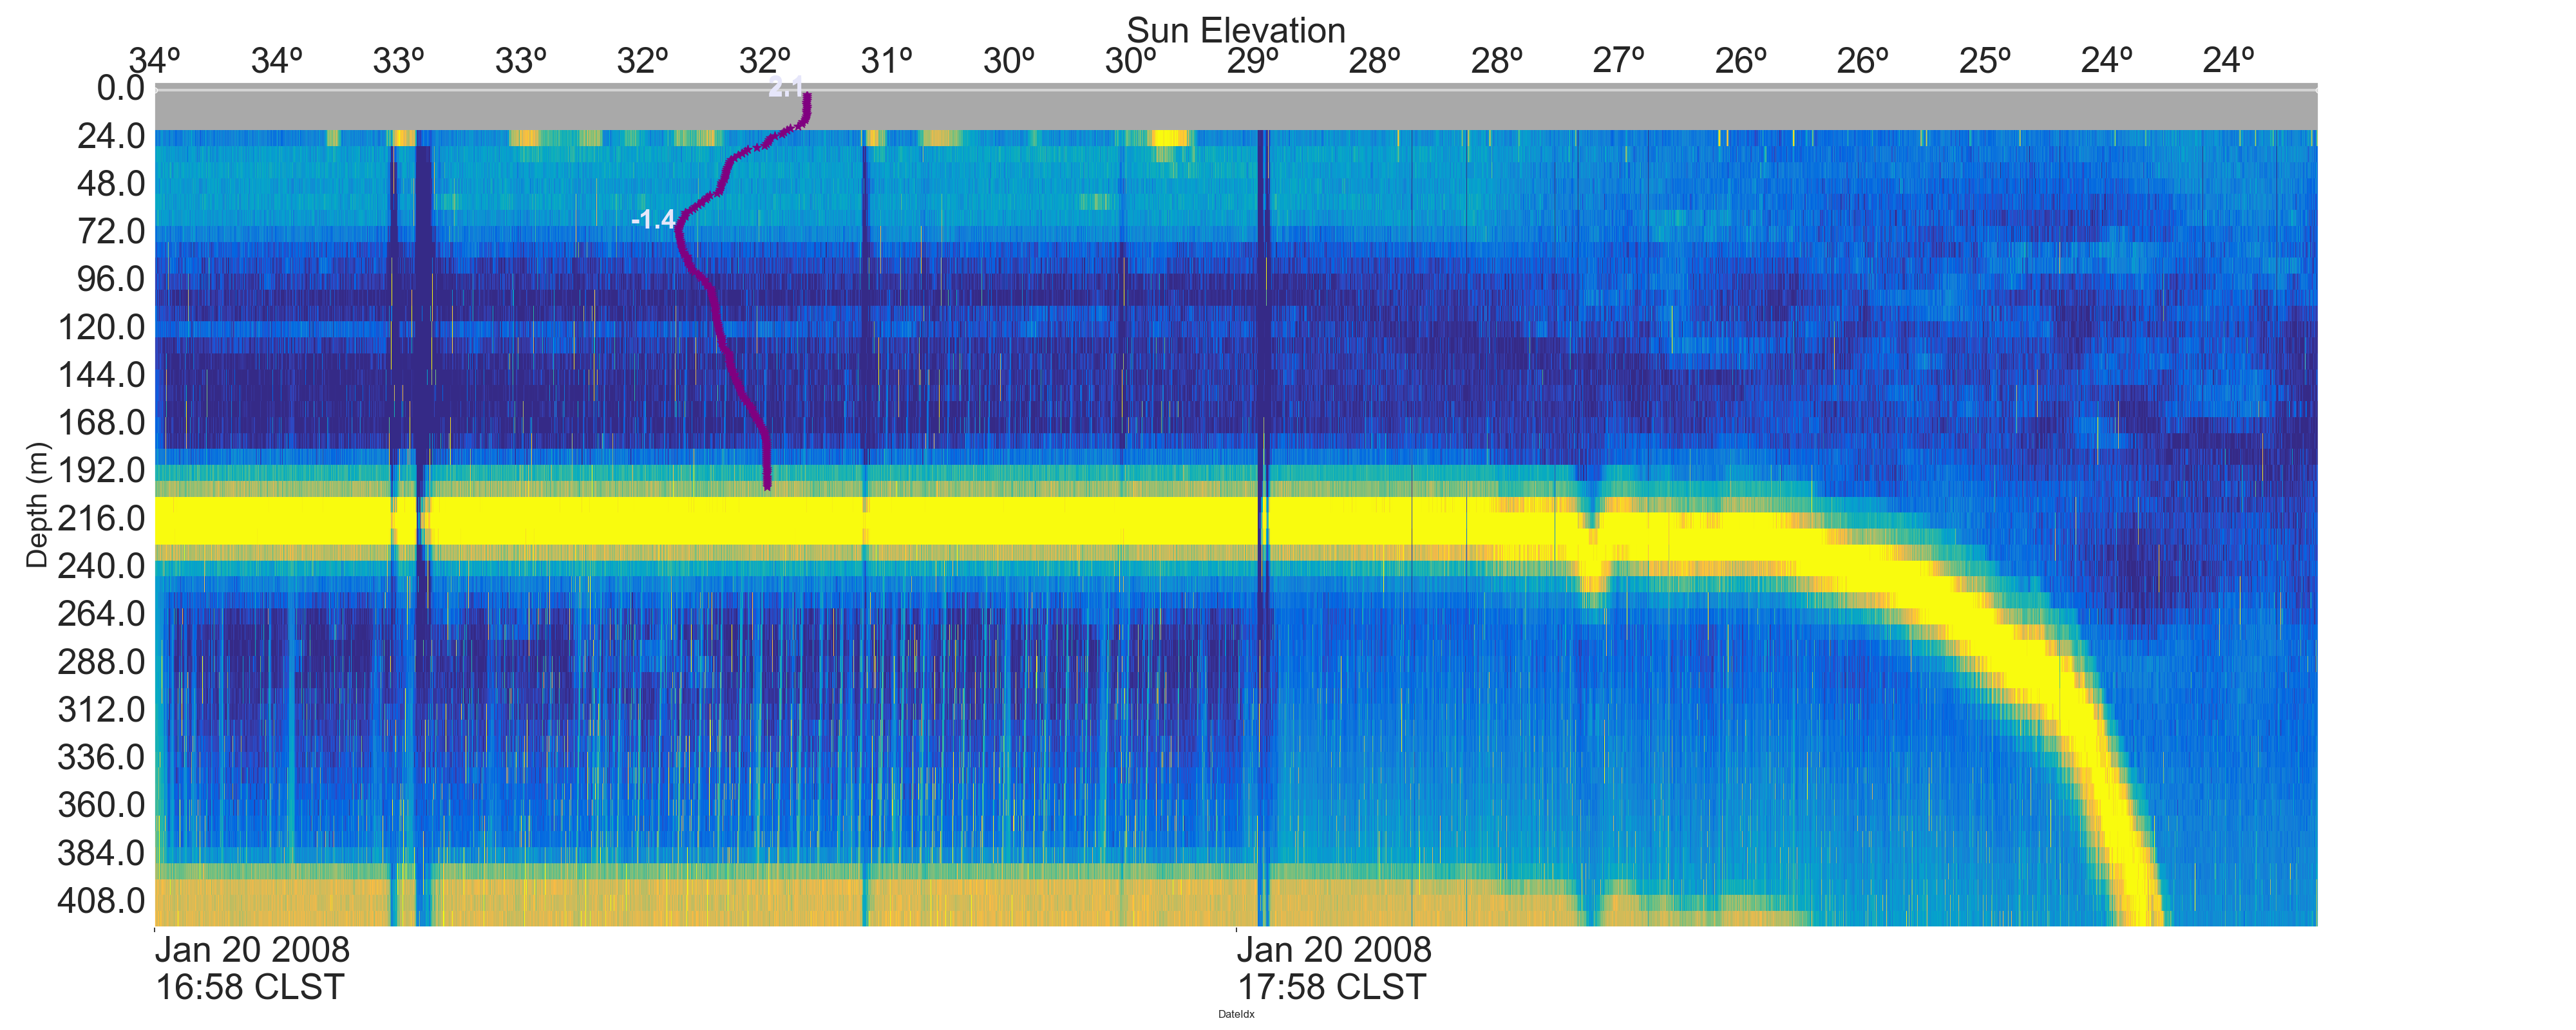 Sun Elevation
34º 34º 33º 33º 32º 32º 31º 30º 30º 29º 28º 28º 27º 26º 26º 25º 24º 24º
0.0
2.1
24.0
48.0
-1.4
72.0
96.0
120.0
144.0
168.0
192.0
216.0
240.0
264.0
288.0
312.0
336.0
360.0
384.0
408.0
Depth (m)
Jan 20 2008
16:58 CLST
Jan 20 2008
17:58 CLST
DateIdx